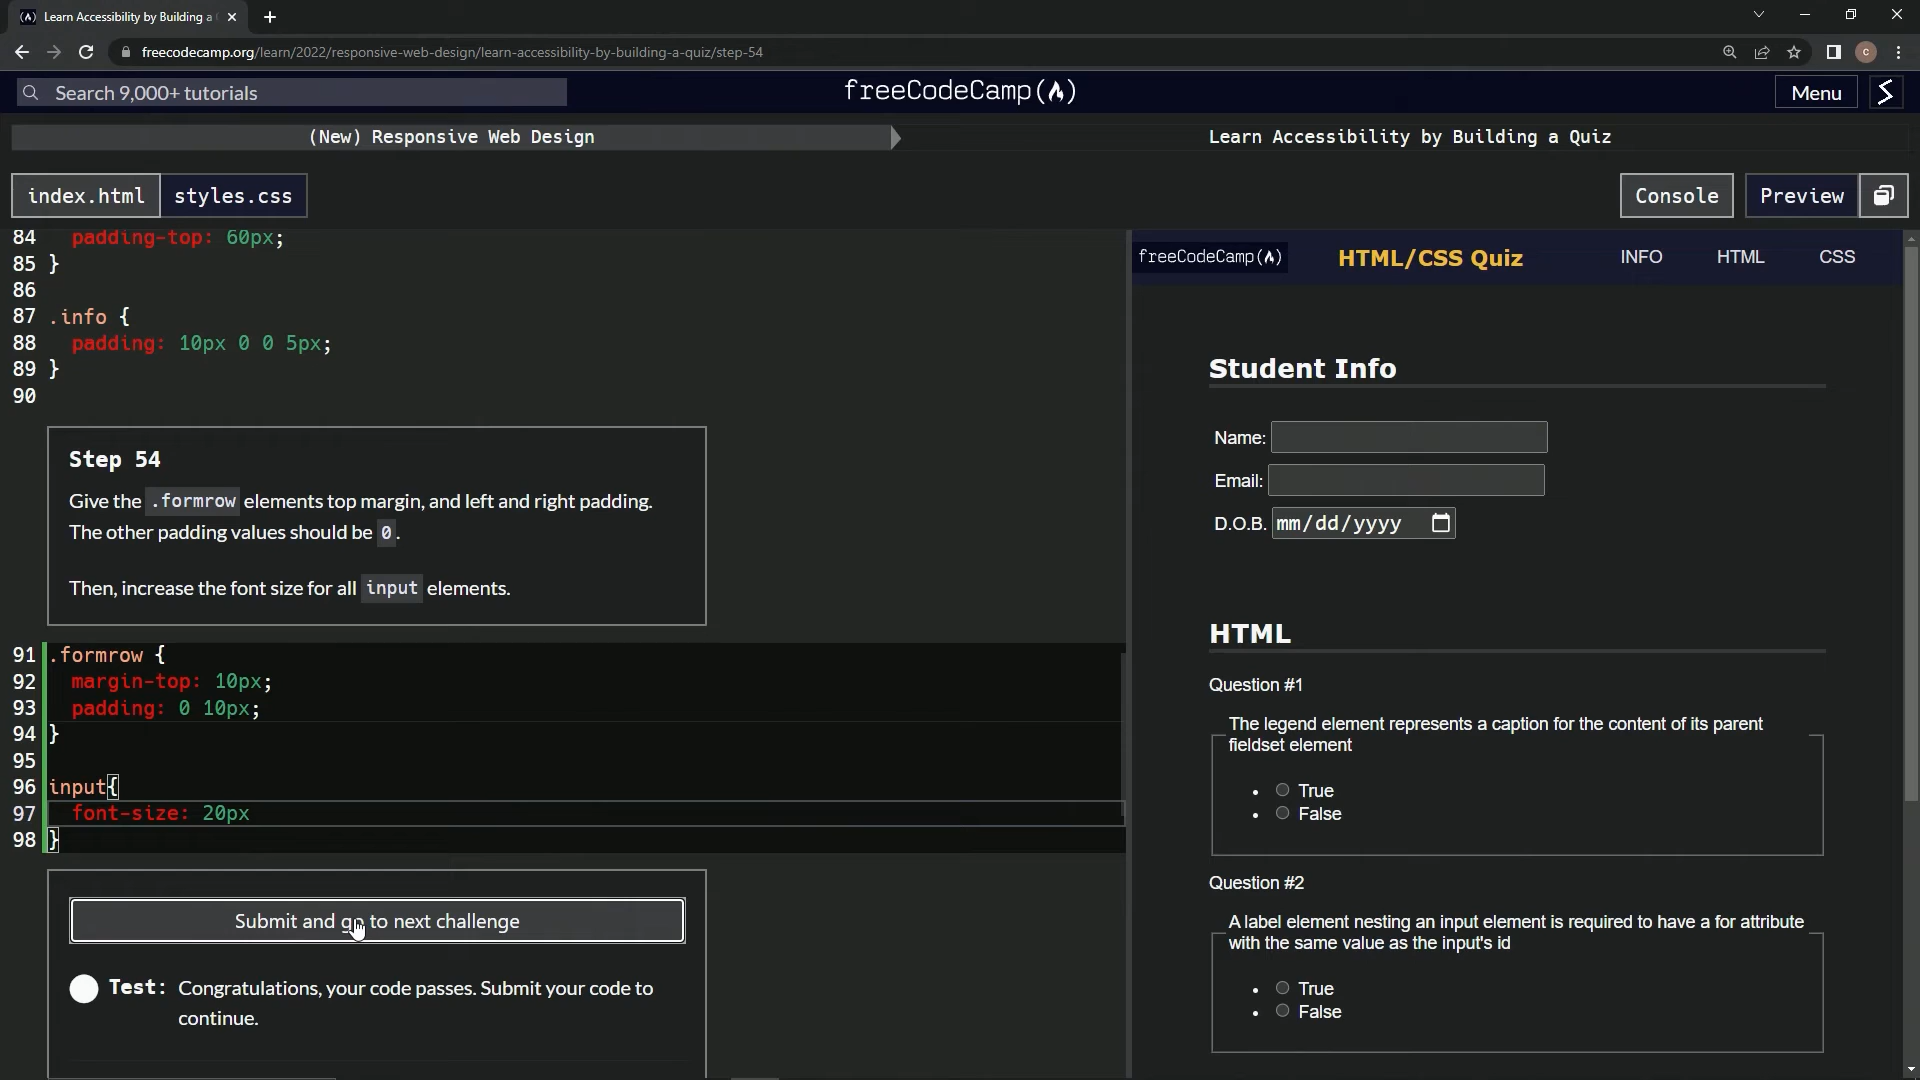 (▲) Learn Accessibility by Building a
freecodecamp.org/learn/2022/responsive-web-design/learn-accessibility-by-building-a-quiz/step-54
C
Search 9,000+ tutorials
freeCodeCamp(🔥)
Menu
(New) Responsive Web Design
Learn Accessibility by Building a Quiz
index.html
styles.css
Console
Preview
84 padding-top: 60px;
85 }
86
87 .info {
88 padding: 10px 0 0 5px;
89 }
90
Step 54
Give the .formrow elements top margin, and left and right padding.
The other padding values should be 0.
Then, increase the font size for all input elements.
91 .formrow {
92 margin-top: 10px;
93 padding: 0 10px;
94 }
95
96 input{
97 font-size: 20px
98 }
Submit and go to next challenge
Test: Congratulations, your code passes. Submit your code to
continue.
freeCodeCamp(▲)
HTML/CSS Quiz
INFO
HTML
CSS
Student Info
Name:
Email:
D.O.B. mm/dd/yyyy
HTML
Question #1
The legend element represents a caption for the content of its parent
fieldset element
• True
• False
Question #2
A label element nesting an input element is required to have a for attribute
with the same value as the input's id
• True
• False